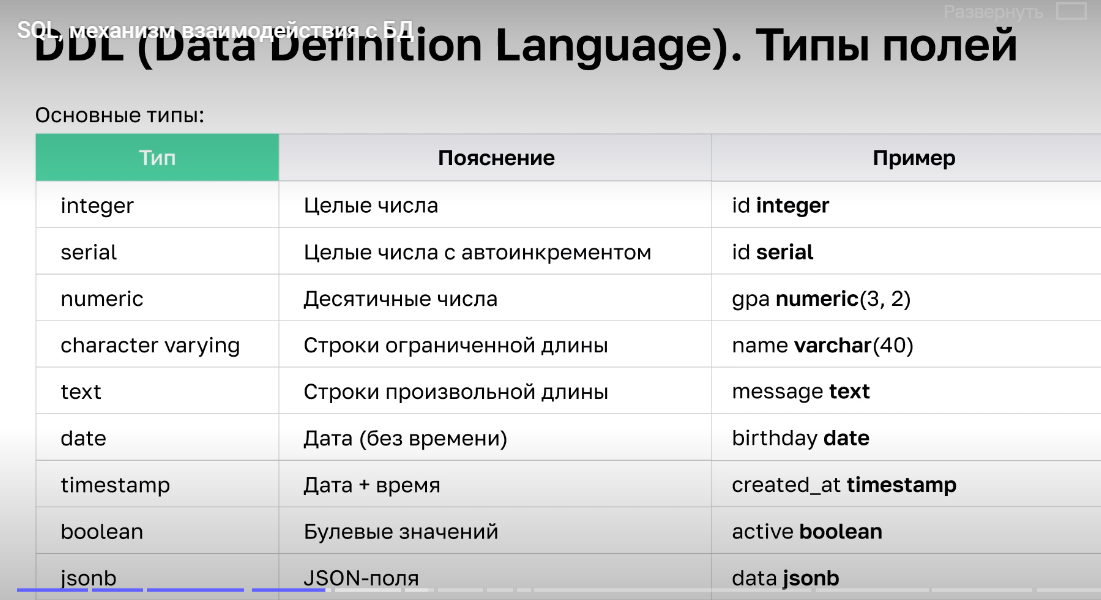 Развернуть
SQL, механизм взаимодействия с БД
DDL (Data Definition Language). Типы полей
Основные типы:
Тип Пояснение Пример
integer Целые числа id integer
serial Целые числа с автоинкрементом id serial
numeric Десятичные числа gpa numeric(3, 2)
character varying Строки ограниченной длины name varchar(40)
text Строки произвольной длины message text
date Дата (без времени) birthday date
timestamp Дата + время created_at timestamp
boolean Булевые значений active boolean
jsonb JSON-поля data jsonb